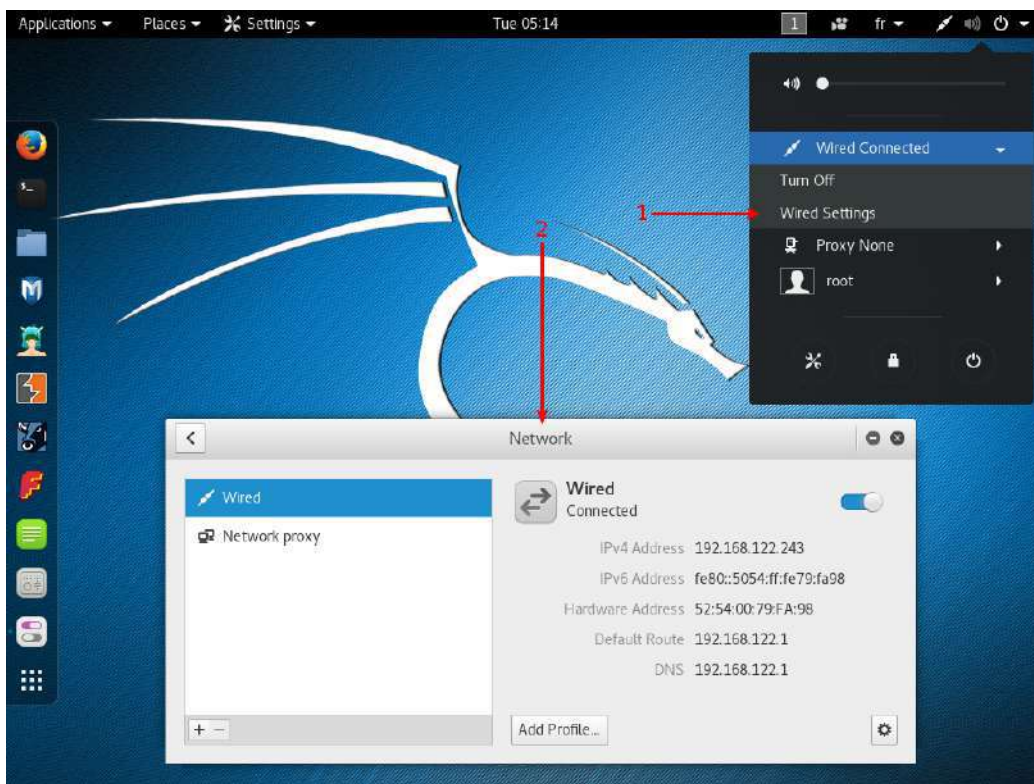 Applications Places Settings Tue 05:14 1 fr
Wired Connected
Turn Off
1 Wired Settings
2
Proxy None
root
Network
Wired
Network proxy
Wired
Connected
IPv4 Address 192.168.122.243
IPv6 Address fe80::5054:ff:fe79:fa98
Hardware Address 52:54:00:79:FA:98
Default Route 192.168.122.1
DNS 192.168.122.1
Add Profile...